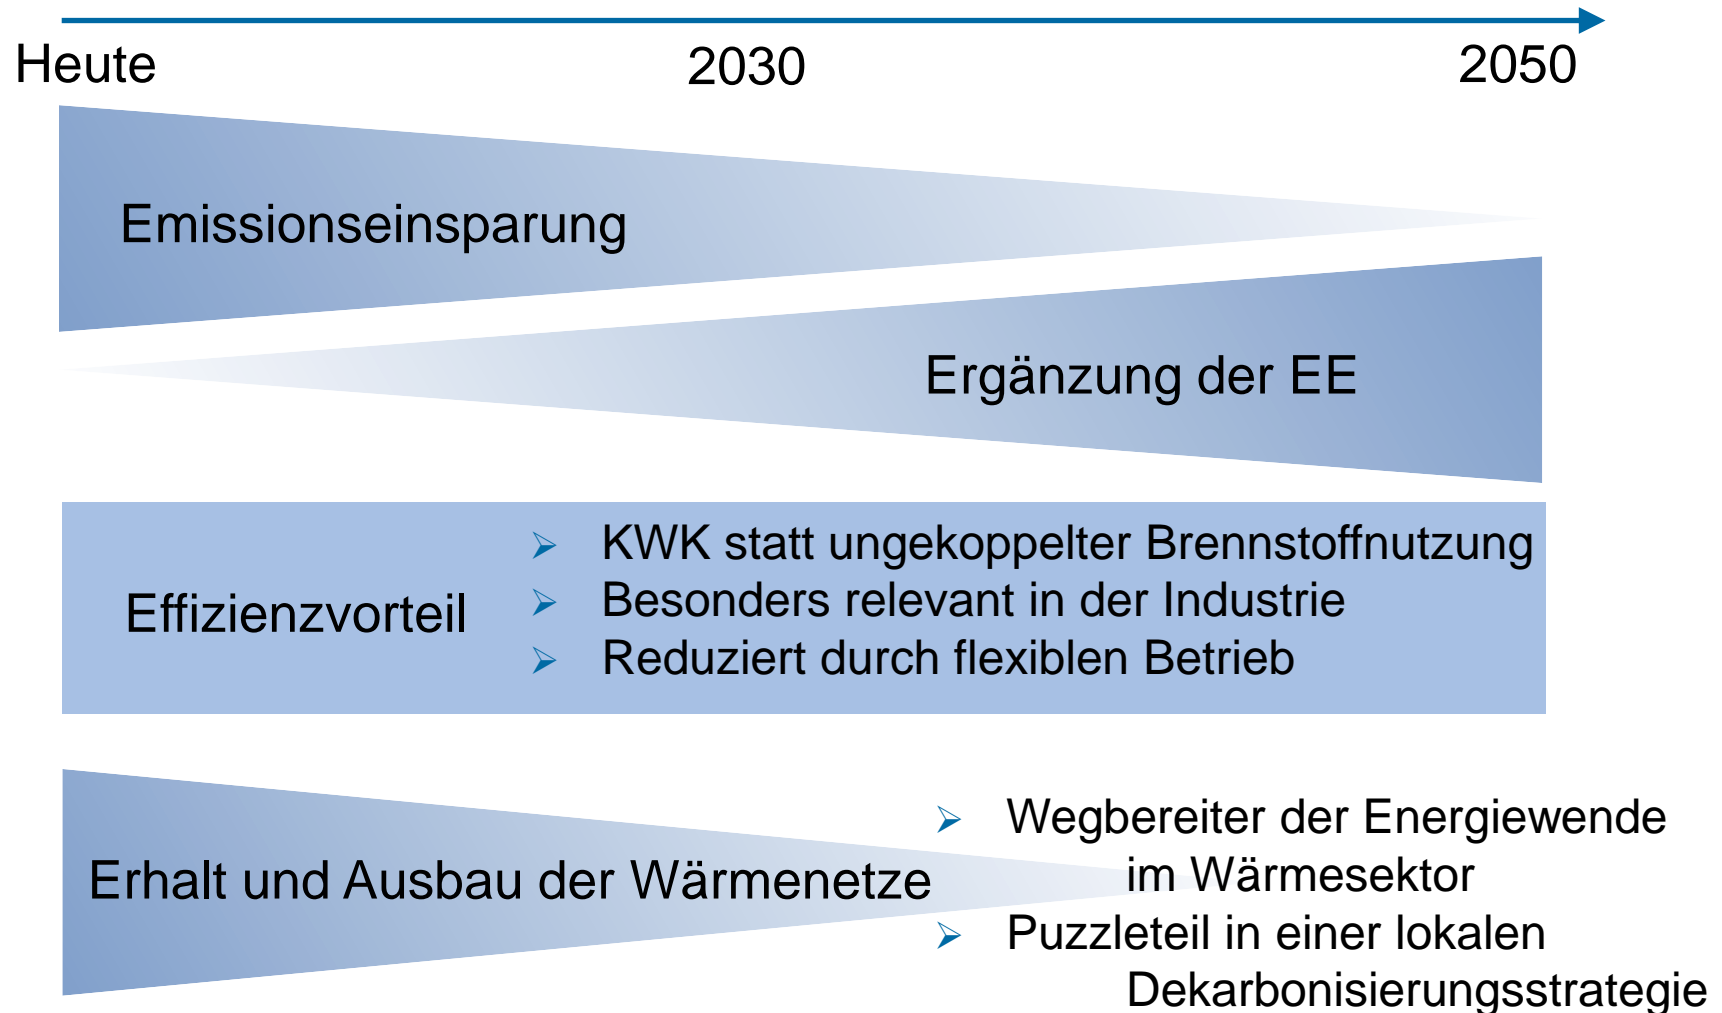 Heute 2030 2050
Emissionseinsparung
Ergänzung der EE
Effizienzvorteil
➢ KWK statt ungekoppelter Brennstoffnutzung
➢ Besonders relevant in der Industrie
➢ Reduziert durch flexiblen Betrieb
Erhalt und Ausbau der Wärmenetze
➢ Wegbereiter der Energiewende
im Wärmesektor
➢ Puzzleteil in einer lokalen
Dekarbonisierungsstrategie